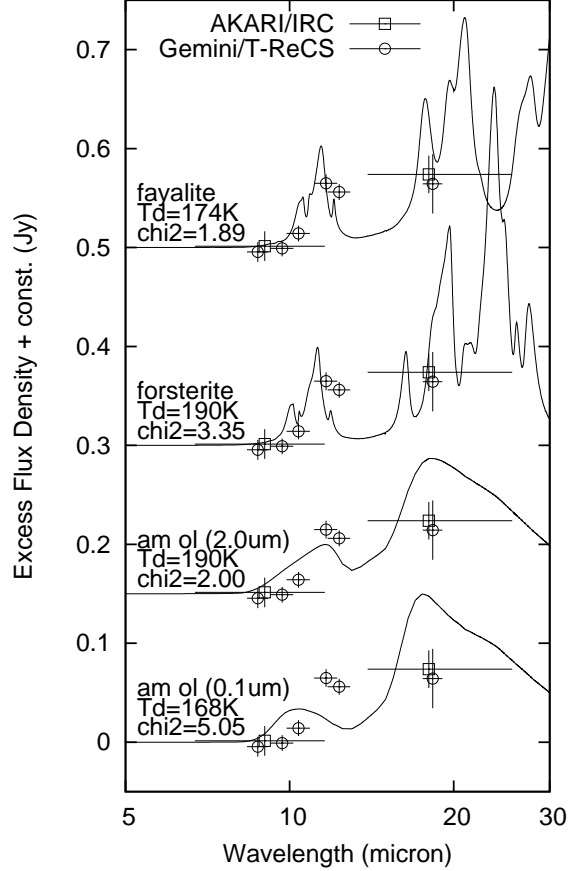 AKARI/IRC
Gemini/T-ReCS
0.7
0.6
fayalite
Td=174K
chi2=1.89
0.5
0.4
forsterite
Td=190K
chi2=3.35
0.3
0.2
am ol (2.0um)
Td=190K
chi2=2.00
0.1
am ol (0.1um)
Td=168K
chi2=5.05
0
5 10 20 30
Wavelength (micron)
Excess Flux Density + const. (Jy)